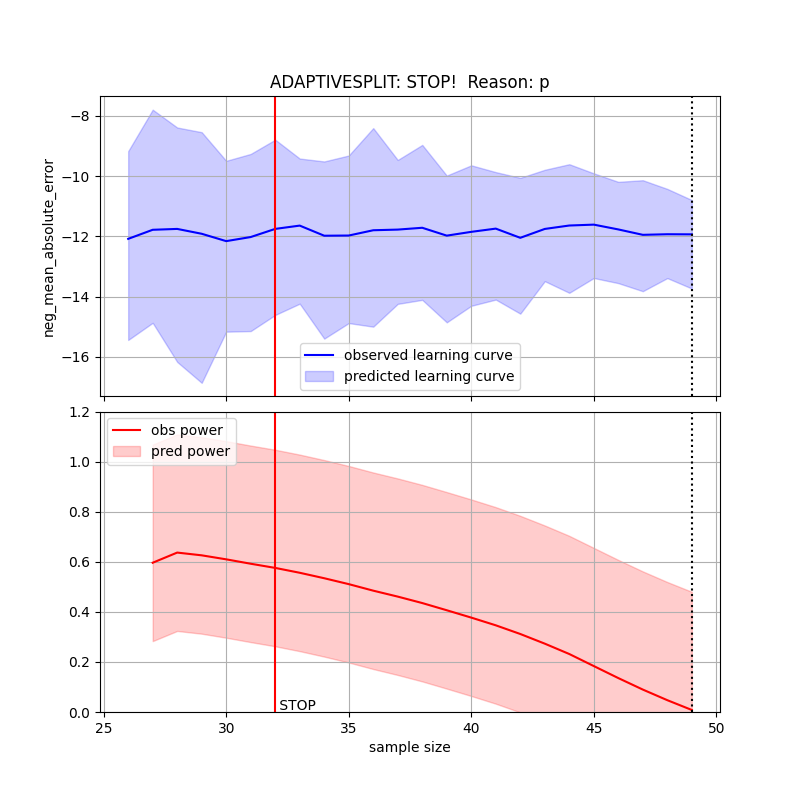 ADAPTIVESPLIT: STOP!  Reason: p
neg_mean_absolute_error
−8
−10
−12
−14
−16
observed learning curve
predicted learning curve
1.2
1.0
0.8
0.6
0.4
0.2
0.0
obs power
pred power
STOP
25
30
35
40
45
50
sample size